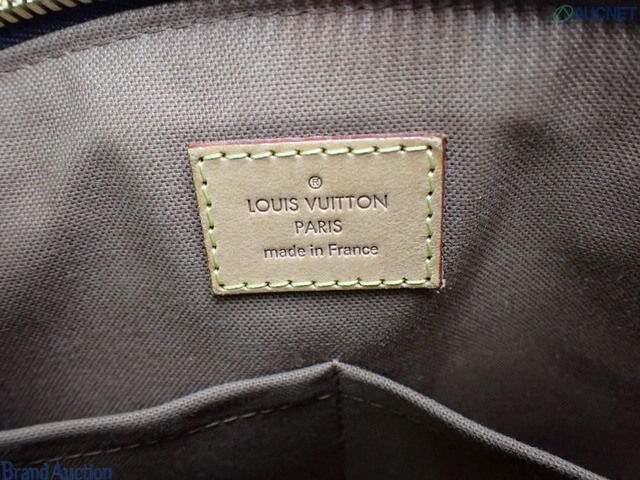 AUCNET
®
LOUIS VUITTON
PARIS
made in France
Brand Auction